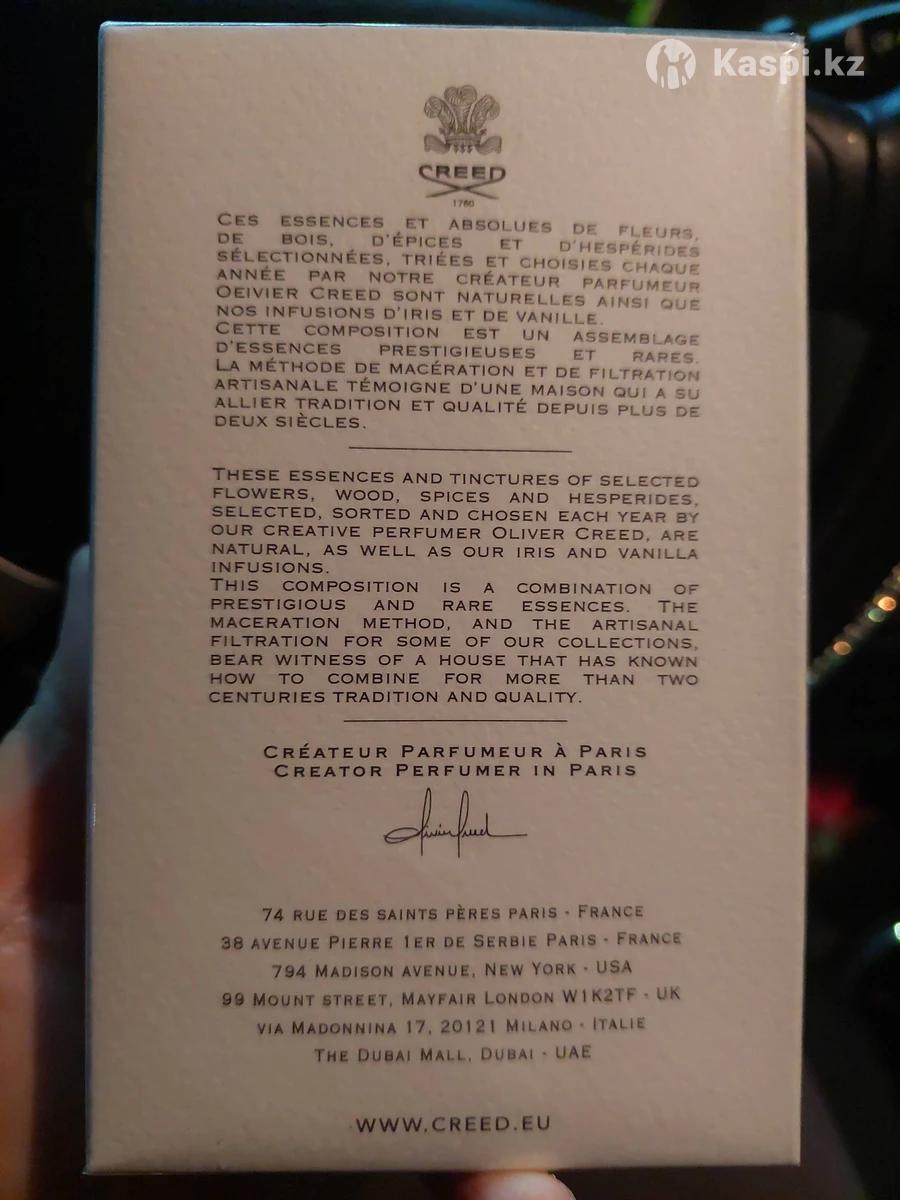 Kaspi.kz
CREED
1760
CES ESSENCES ET ABSOLUES DE FLEURS,
DE BOIS, D'ÉPICES ET D'HESPÉRIDES
SÉLECTIONNÉES, TRIÉES ET CHOISIES CHAQUE
ANNÉE PAR NOTRE CRÉATEUR PARFUMEUR
OEIVIER CREED SONT NATURELLES AINSI QUE
NOS INFUSIONS D'IRIS ET DE VANILLE.
CETTE COMPOSITION EST UN ASSEMBLAGE
D'ESSENCES PRESTIGIEUSES ET RARES.
LA MÉTHODE DE MACÉRATION ET DE FILTRATION
ARTISANALE TÉMOIGNE D'UNE MAISON QUI A SU
ALLIER TRADITION ET QUALITÉ DEPUIS PLUS DE
DEUX SIÈCLES.
THESE ESSENCES AND TINCTURES OF SELECTED
FLOWERS, WOOD, SPICES AND HESPERIDES,
SELECTED, SORTED AND CHOSEN EACH YEAR BY
OUR CREATIVE PERFUMER OLIVER CREED, ARE
NATURAL, AS WELL AS OUR IRIS AND VANILLA
INFUSIONS.
THIS COMPOSITION IS A COMBINATION OF
PRESTIGIOUS AND RARE ESSENCES. THE
MACERATION METHOD, AND THE ARTISANAL
FILTRATION FOR SOME OF OUR COLLECTIONS,
BEAR WITNESS OF A HOUSE THAT HAS KNOWN
HOW TO COMBINE FOR MORE THAN TWO
CENTURIES TRADITION AND QUALITY.
CRÉATEUR PARFUMEUR À PARIS
CREATOR PERFUMER IN PARIS
Olivier Creed
74 RUE DES SAINTS PÈRES PARIS - FRANCE
38 AVENUE PIERRE 1ER DE SERBIE PARIS - FRANCE
794 MADISON AVENUE, NEW YORK - USA
99 MOUNT STREET, MAYFAIR LONDON W1K2TF - UK
VIA MADONNINA 17, 20121 MILANO - ITALIE
THE DUBAI MALL, DUBAI - UAE
WWW.CREED.EU